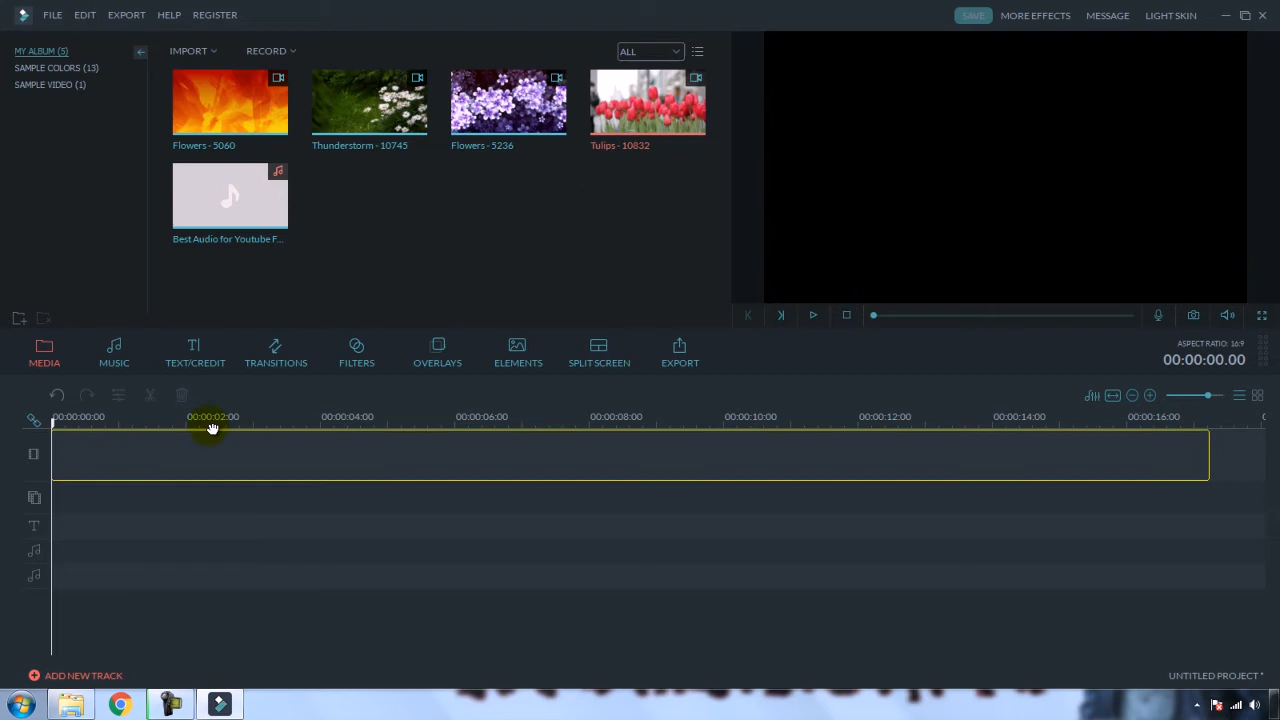 FILE EDIT EXPORT HELP REGISTER SAVE MORE EFFECTS MESSAGE LIGHT SKIN
MY ALBUM (5)
SAMPLE COLORS (13)
SAMPLE VIDEO (1)
IMPORT RECORD ALL
Flowers - 5060 Thunderstorm - 10745 Flowers - 5236 Tulips - 10832
Best Audio for Youtube F...
MEDIA MUSIC TEXT/CREDIT TRANSITIONS FILTERS OVERLAYS ELEMENTS SPLIT SCREEN EXPORT
ASPECT RATIO: 16:9
00:00:00.00
00:00:00:00 00:00:02:00 00:00:04:00 00:00:06:00 00:00:08:00 00:00:10:00 00:00:12:00 00:00:14:00 00:00:16:00
ADD NEW TRACK UNTITLED PROJECT *